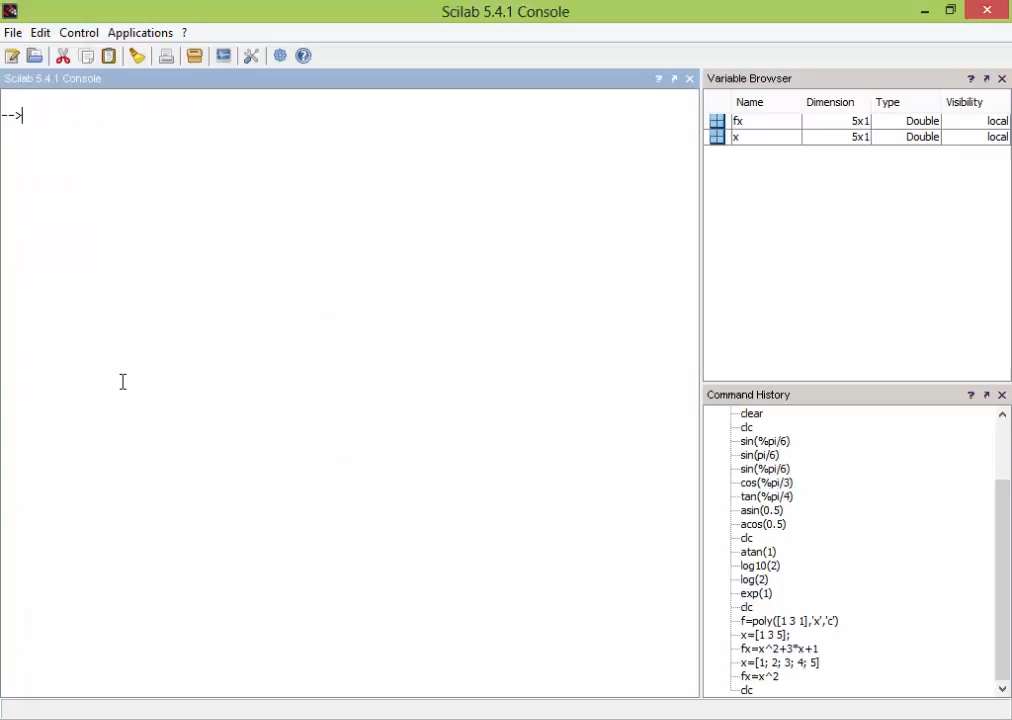 Scilab 5.4.1 Console
File Edit Control Applications ?
Scilab 5.4.1 Console ?
-->
Variable Browser ?
Name Dimension Type Visibility
fx 5x1 Double local
x 5x1 Double local
Command History ?
clear
clc
sin(%pi/6)
sin(pi/6)
sin(%pi/6)
cos(%pi/3)
tan(%pi/4)
asin(0.5)
acos(0.5)
clc
atan(1)
log10(2)
log(2)
exp(1)
clc
f=poly([1 3 1],'x','c')
x=[1 3 5];
fx=x^2+3*x+1
x=[1; 2; 3; 4; 5]
fx=x^2
clc